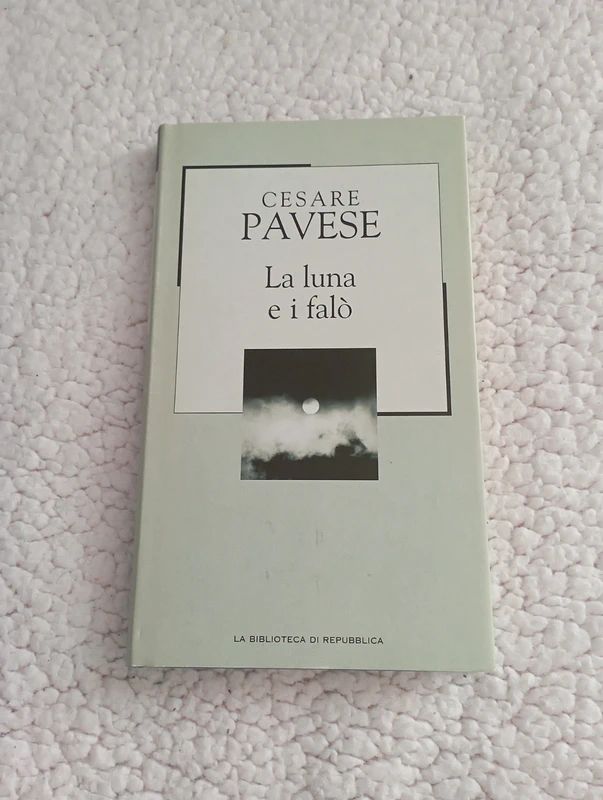 CESARE
PAVESE
La luna
e i falò
LA BIBLIOTECA DI REPUBBLICA